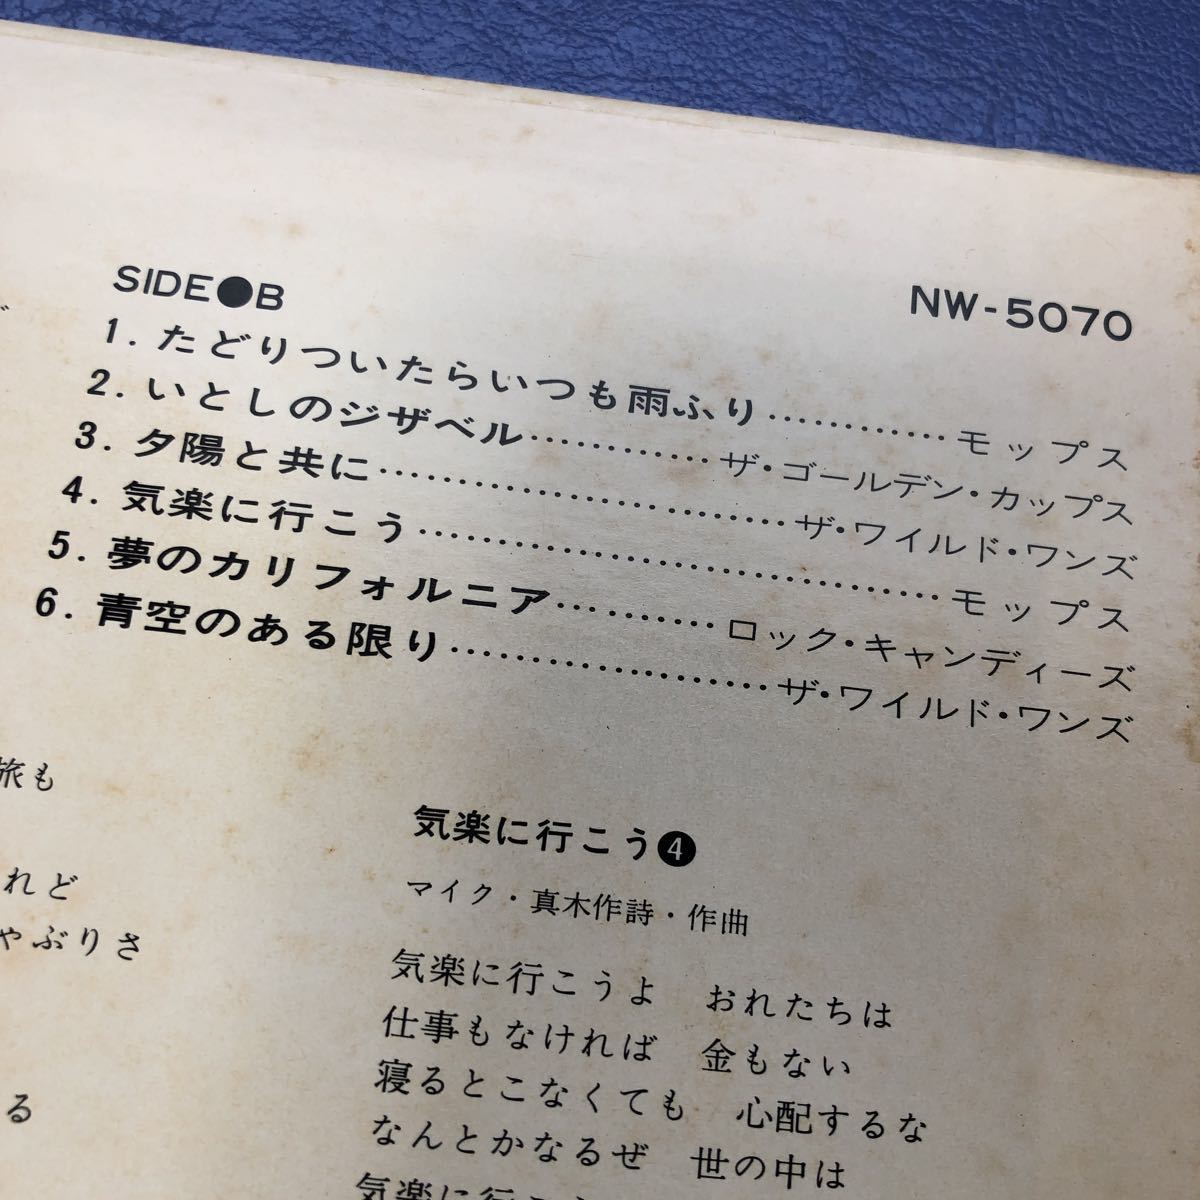 SIDE●B
NW-5070
1. たどりついたらいつも雨ふり…………モップス
2. いとしのジザベル…………ザ・ゴールデン・カップス
3. 夕陽と共に…………………………ザ・ワイルド・ワンズ
4. 気楽に行こう………………………………モップス
5. 夢のカリフォルニア…………ロック・キャンディーズ
6. 青空のある限り……………………ザ・ワイルド・ワンズ
旅も
れど
ゃぶりさ
る
気楽に行こう❹
マイク・真木作詩・作曲
気楽に行こうよ おれたちは
仕事もなければ 金もない
寝るとこなくても 心配するな
なんとかなるぜ 世の中は
気楽に行こう